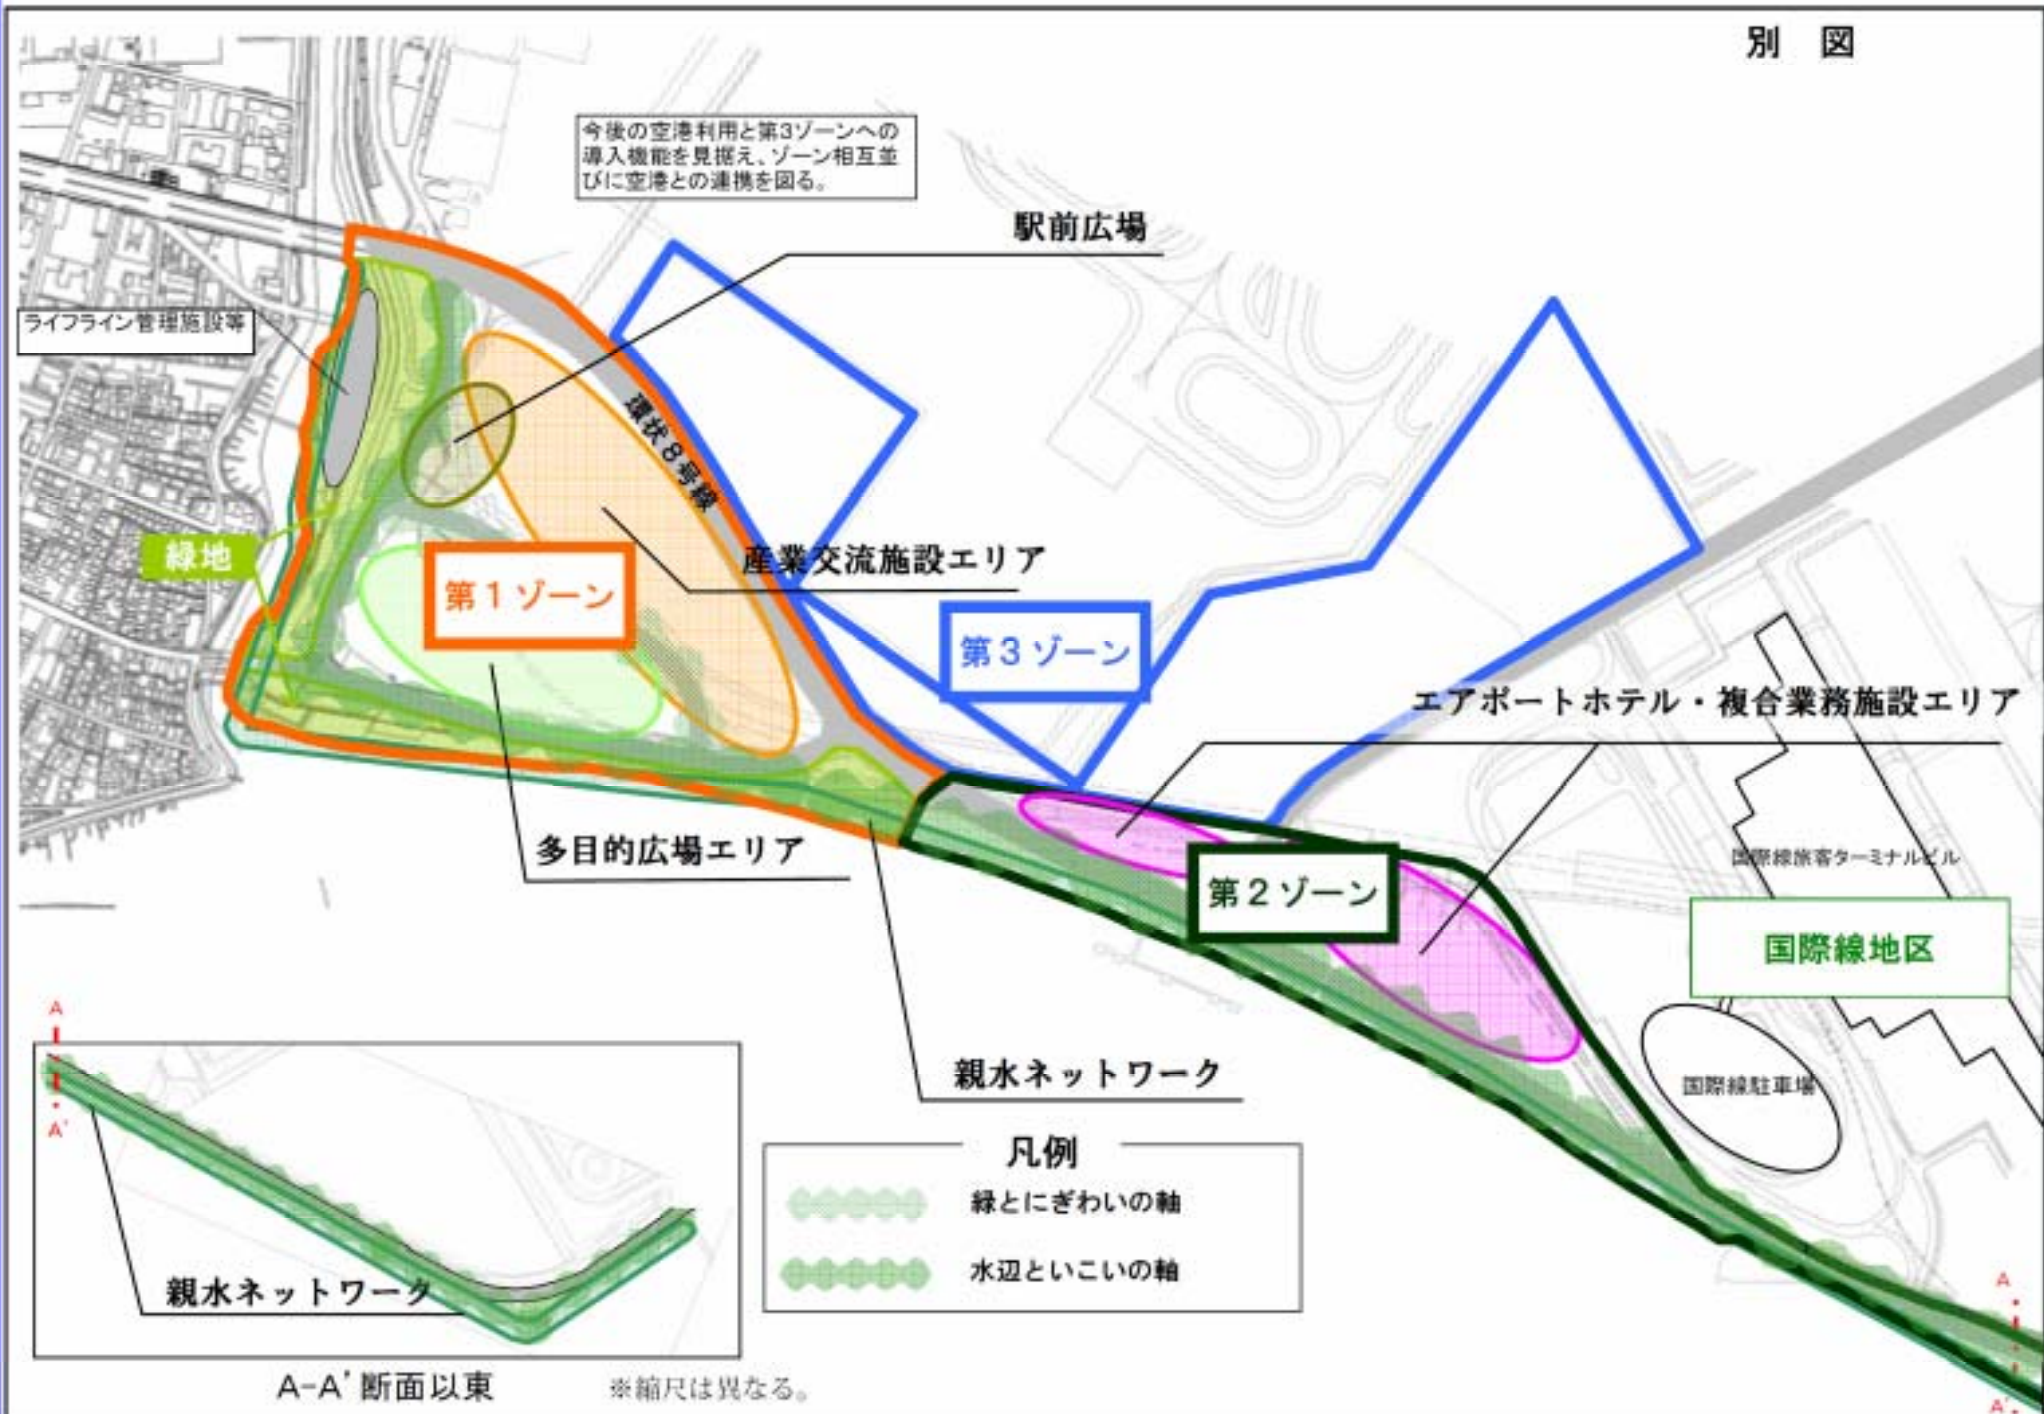 別 図
今後の空港利用と第3ゾーンへの
導入機能を見据え、ゾーン相互並
びに空港との連携を図る。
駅前広場
ライフライン管理施設等
環状8号線
緑地
産業交流施設エリア
第1ゾーン
第3ゾーン
エアポートホテル・複合業務施設エリア
多目的広場エリア
国際線旅客ターミナルビル
第2ゾーン
国際線地区
国際線駐車場
親水ネットワーク
A
A'
親水ネットワーク
凡例
緑とにぎわいの軸
水辺といこいの軸
A
A'
A-A'断面以東
※縮尺は異なる。